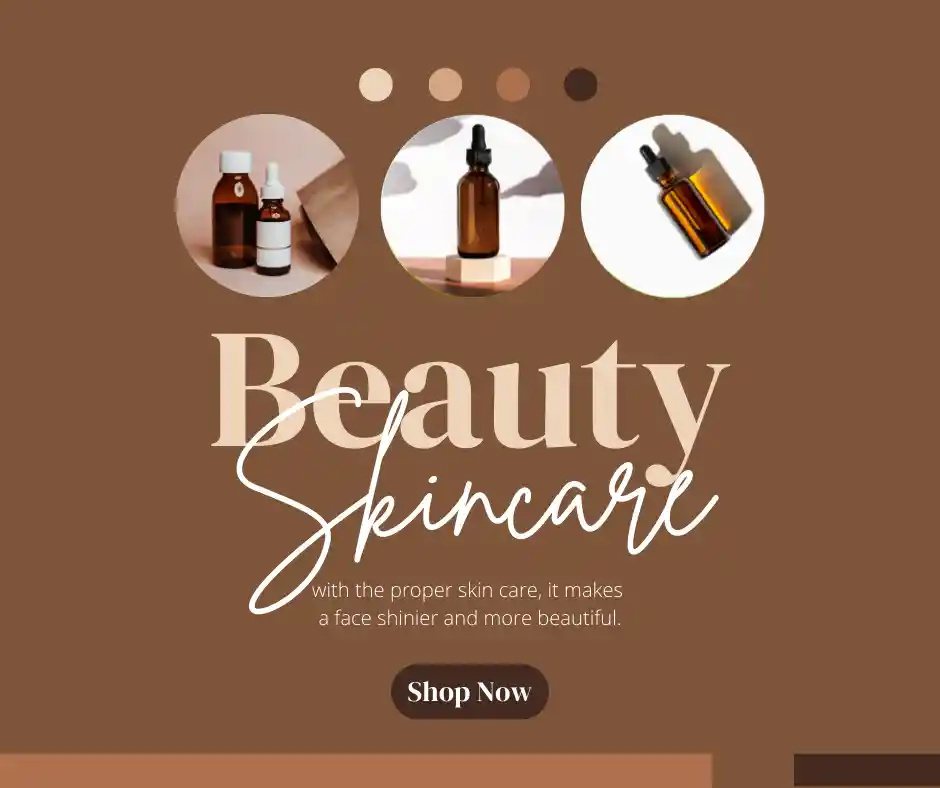 Beauty
Skincare
with the proper skin care, it makes
a face shinier and more beautiful.
Shop Now